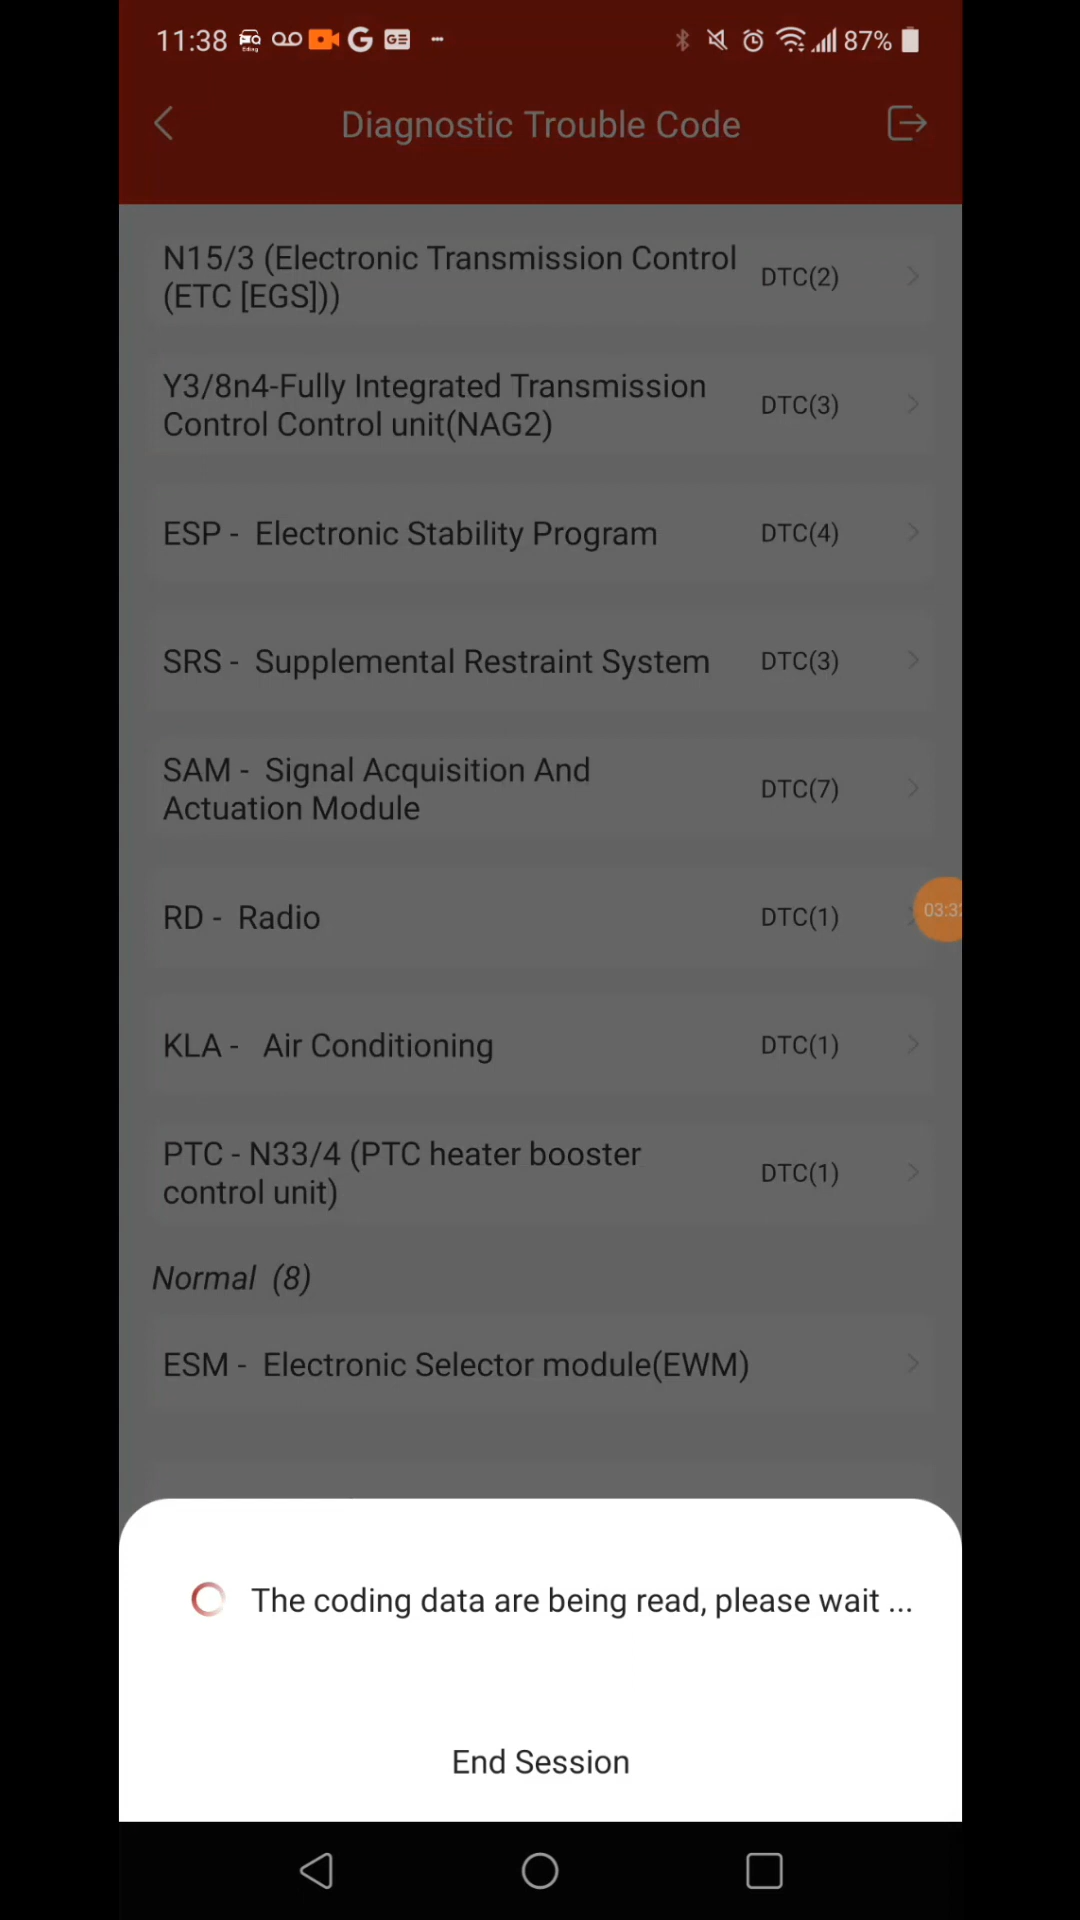 11:38
87%
Diagnostic Trouble Code
N15/3 (Electronic Transmission Control
(ETC [EGS]))
DTC(2)
Y3/8n4-Fully Integrated Transmission
Control Control unit(NAG2)
DTC(3)
ESP - Electronic Stability Program
DTC(4)
SRS - Supplemental Restraint System
DTC(3)
SAM - Signal Acquisition And
Actuation Module
DTC(7)
RD - Radio
DTC(1)
KLA - Air Conditioning
DTC(1)
PTC - N33/4 (PTC heater booster
control unit)
DTC(1)
Normal (8)
ESM - Electronic Selector module(EWM)
The coding data are being read, please wait ...
End Session